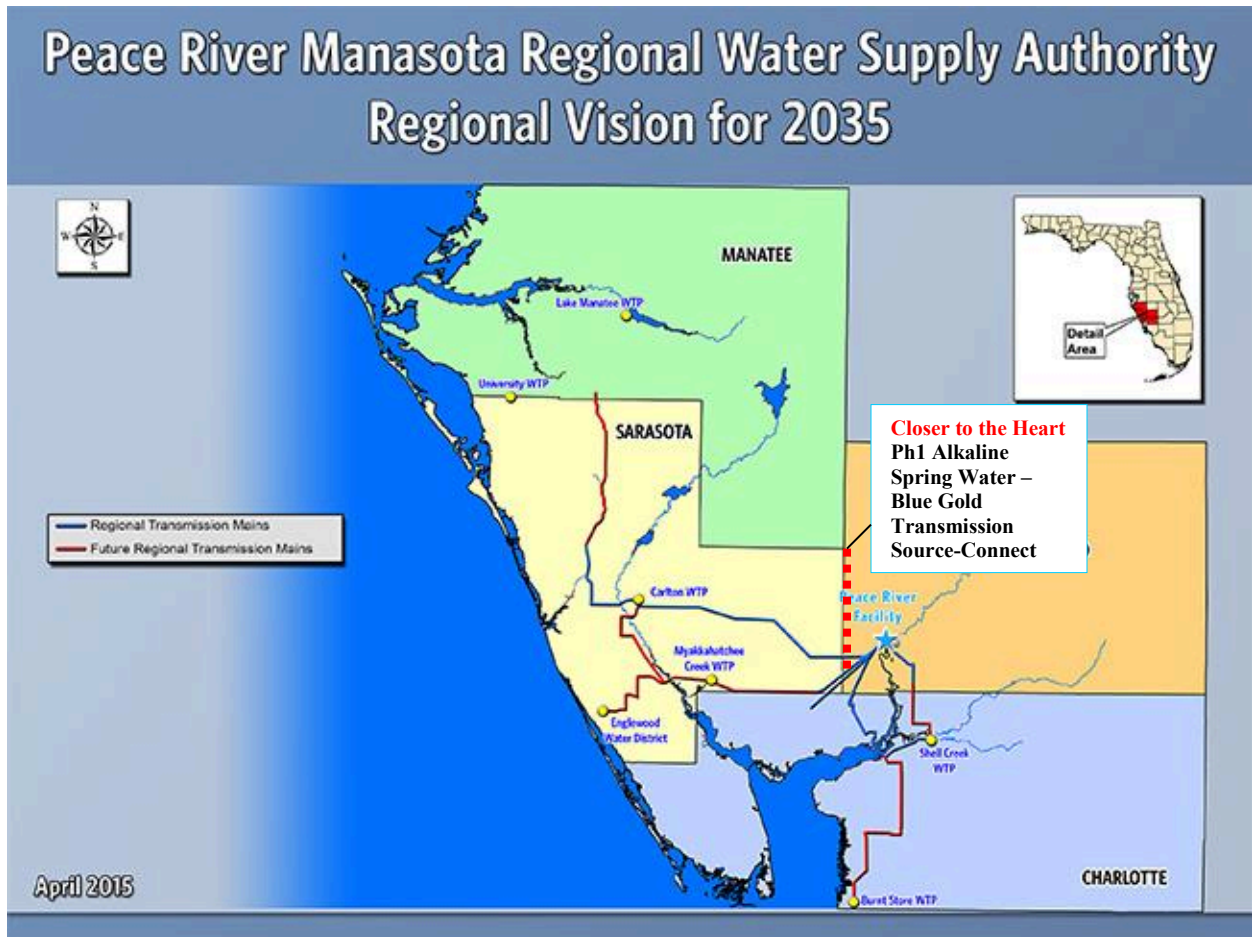 Peace River Manasota Regional Water Supply Authority
Regional Vision for 2035
N
W E
S
MANATEE
Lake Manatee WTP
University WTP
SARASOTA
Detail
Area
Closer to the Heart
Ph1 Alkaline
Spring Water –
Blue Gold
Transmission
Source-Connect
Regional Transmission Mains
Future Regional Transmission Mains
Carlton WTP
Peace River
Facility
Myakkahatchee
Creek WTP
Englewood
Water District
Shell Creek
WTP
CHARLOTTE
Burnt Store WTP
April 2015